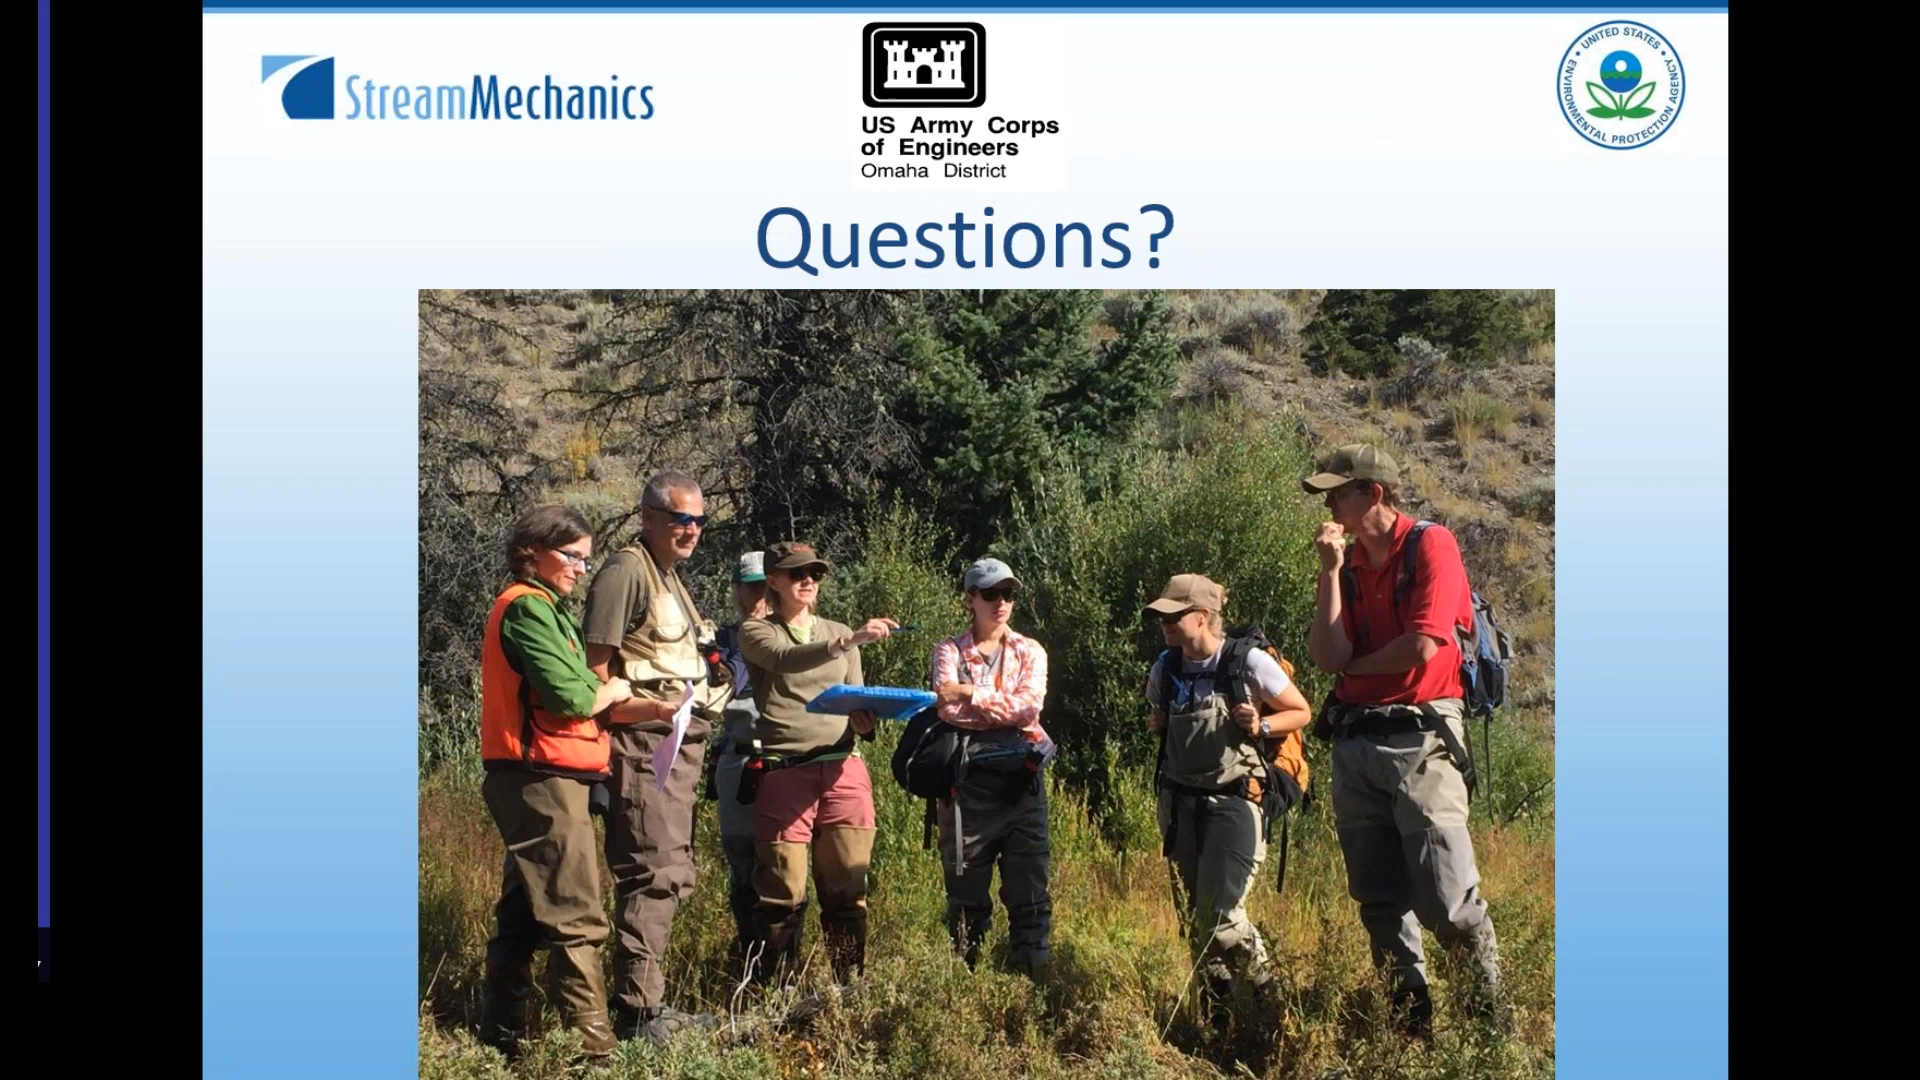 StreamMechanics
US Army Corps
of Engineers
Omaha District
UNITED STATES
ENVIRONMENTAL PROTECTION AGENCY
Questions?